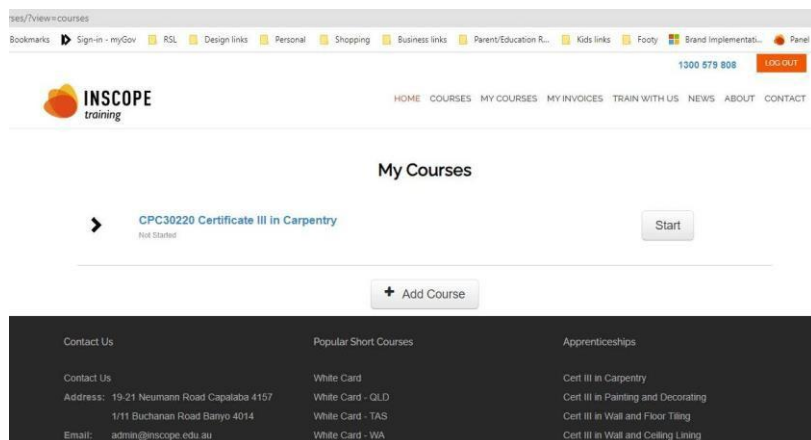 ses/?view=courses
Bookmarks Sign-in - myGov RSL Design links Personal Shopping Business links Parent/Education R... Kids links Footy Brand Implementati... Panel
1300 579 808 LOG OUT
INSCOPE
training
HOME COURSES MY COURSES MY INVOICES TRAIN WITH US NEWS ABOUT CONTACT
My Courses
CPC30220 Certificate III in Carpentry
Not Started
Start
+ Add Course
Contact Us Popular Short Courses Apprenticeships
Contact Us White Card Cert III in Carpentry
Address: 19-21 Neumann Road Capalaba 4157 White Card - QLD Cert III in Painting and Decorating
1/11 Buchanan Road Banyo 4014 White Card - TAS Cert III in Wall and Floor Tiling
Email: admin@inscope.edu.au White Card - WA Cert III in Wall and Ceiling Lining